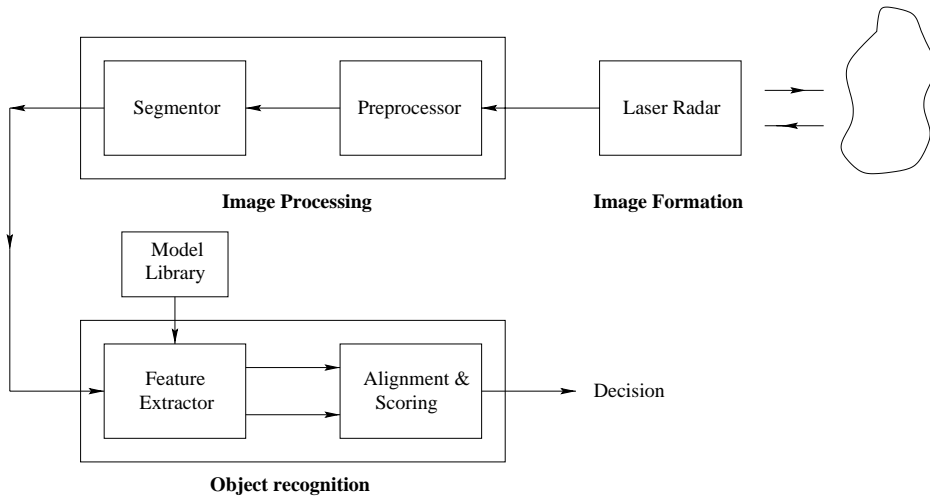 Segmentor
Preprocessor
Laser Radar
Image Processing
Image Formation
Model
Library
Feature
Extractor
Alignment &
Scoring
Decision
Object recognition